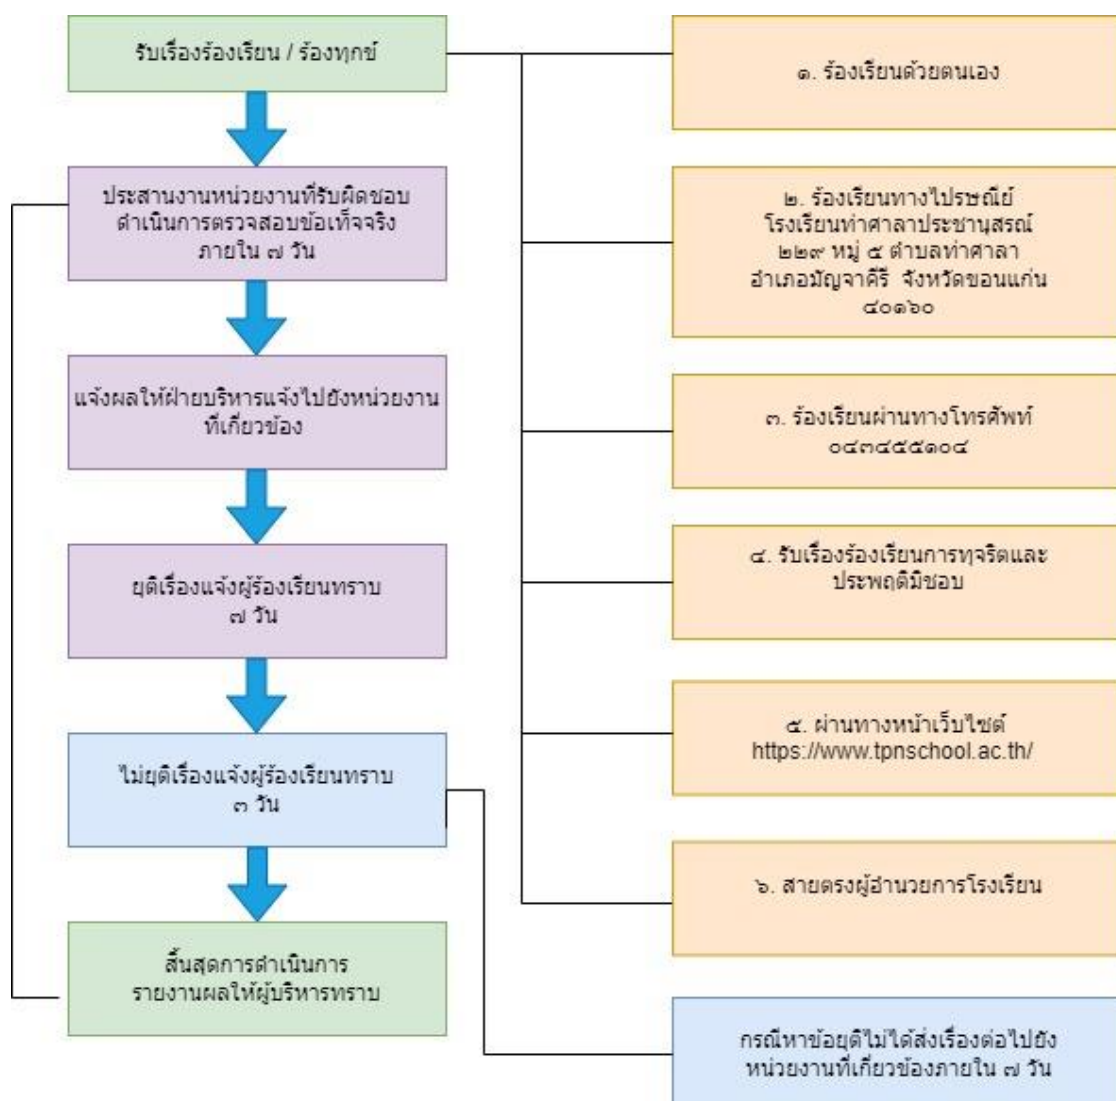 รับเรื่องร้องเรียน / ร้องทุกข์
ประสานงานหน่วยงานที่รับผิดชอบ
ดำเนินการตรวจสอบข้อเท็จจริง
ภายใน ๗ วัน
แจ้งผลให้ฝ่ายบริหารแจ้งไปยังหน่วยงาน
ที่เกี่ยวข้อง
ยุติเรื่องแจ้งผู้ร้องเรียนทราบ
๗ วัน
ไม่ยุติเรื่องแจ้งผู้ร้องเรียนทราบ
๓ วัน
สิ้นสุดการดำเนินการ
รายงานผลให้ผู้บริหารทราบ
๑. ร้องเรียนด้วยตนเอง
๒. ร้องเรียนทางไปรษณีย์
โรงเรียนท่าศาลาประชานุสรณ์
๒๒๙ หมู่ ๕ ตำบลท่าศาลา
อำเภอมัญจาคีรี จังหวัดขอนแก่น
๔๐๑๖๐
๓. ร้องเรียนผ่านทางโทรศัพท์
๐๔๓๔๕๕๑๐๔
๔. รับเรื่องร้องเรียนการทุจริตและ
ประพฤติมิชอบ
๕. ผ่านทางหน้าเว็บไซต์
https://www.tpnschool.ac.th/
๖. สายตรงผู้อำนวยการโรงเรียน
กรณีหาข้อยุติไม่ได้ส่งเรื่องต่อไปยัง
หน่วยงานที่เกี่ยวข้องภายใน ๗ วัน